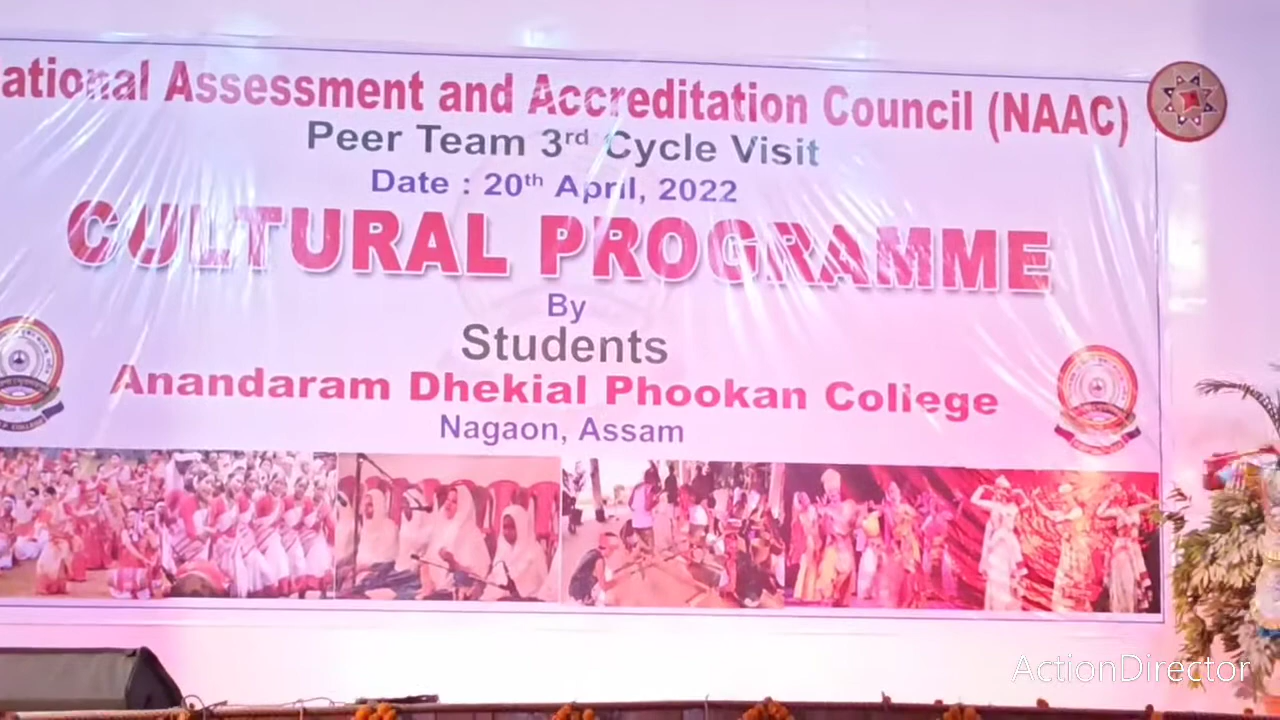 ational Assessment and Accreditation Council (NAAC)
Peer Team 3rd Cycle Visit
Date : 20th April, 2022
CULTURAL PROGRAMME
By
Students
Anandaram Dhekial Phookan College
Nagaon, Assam
ActionDirector